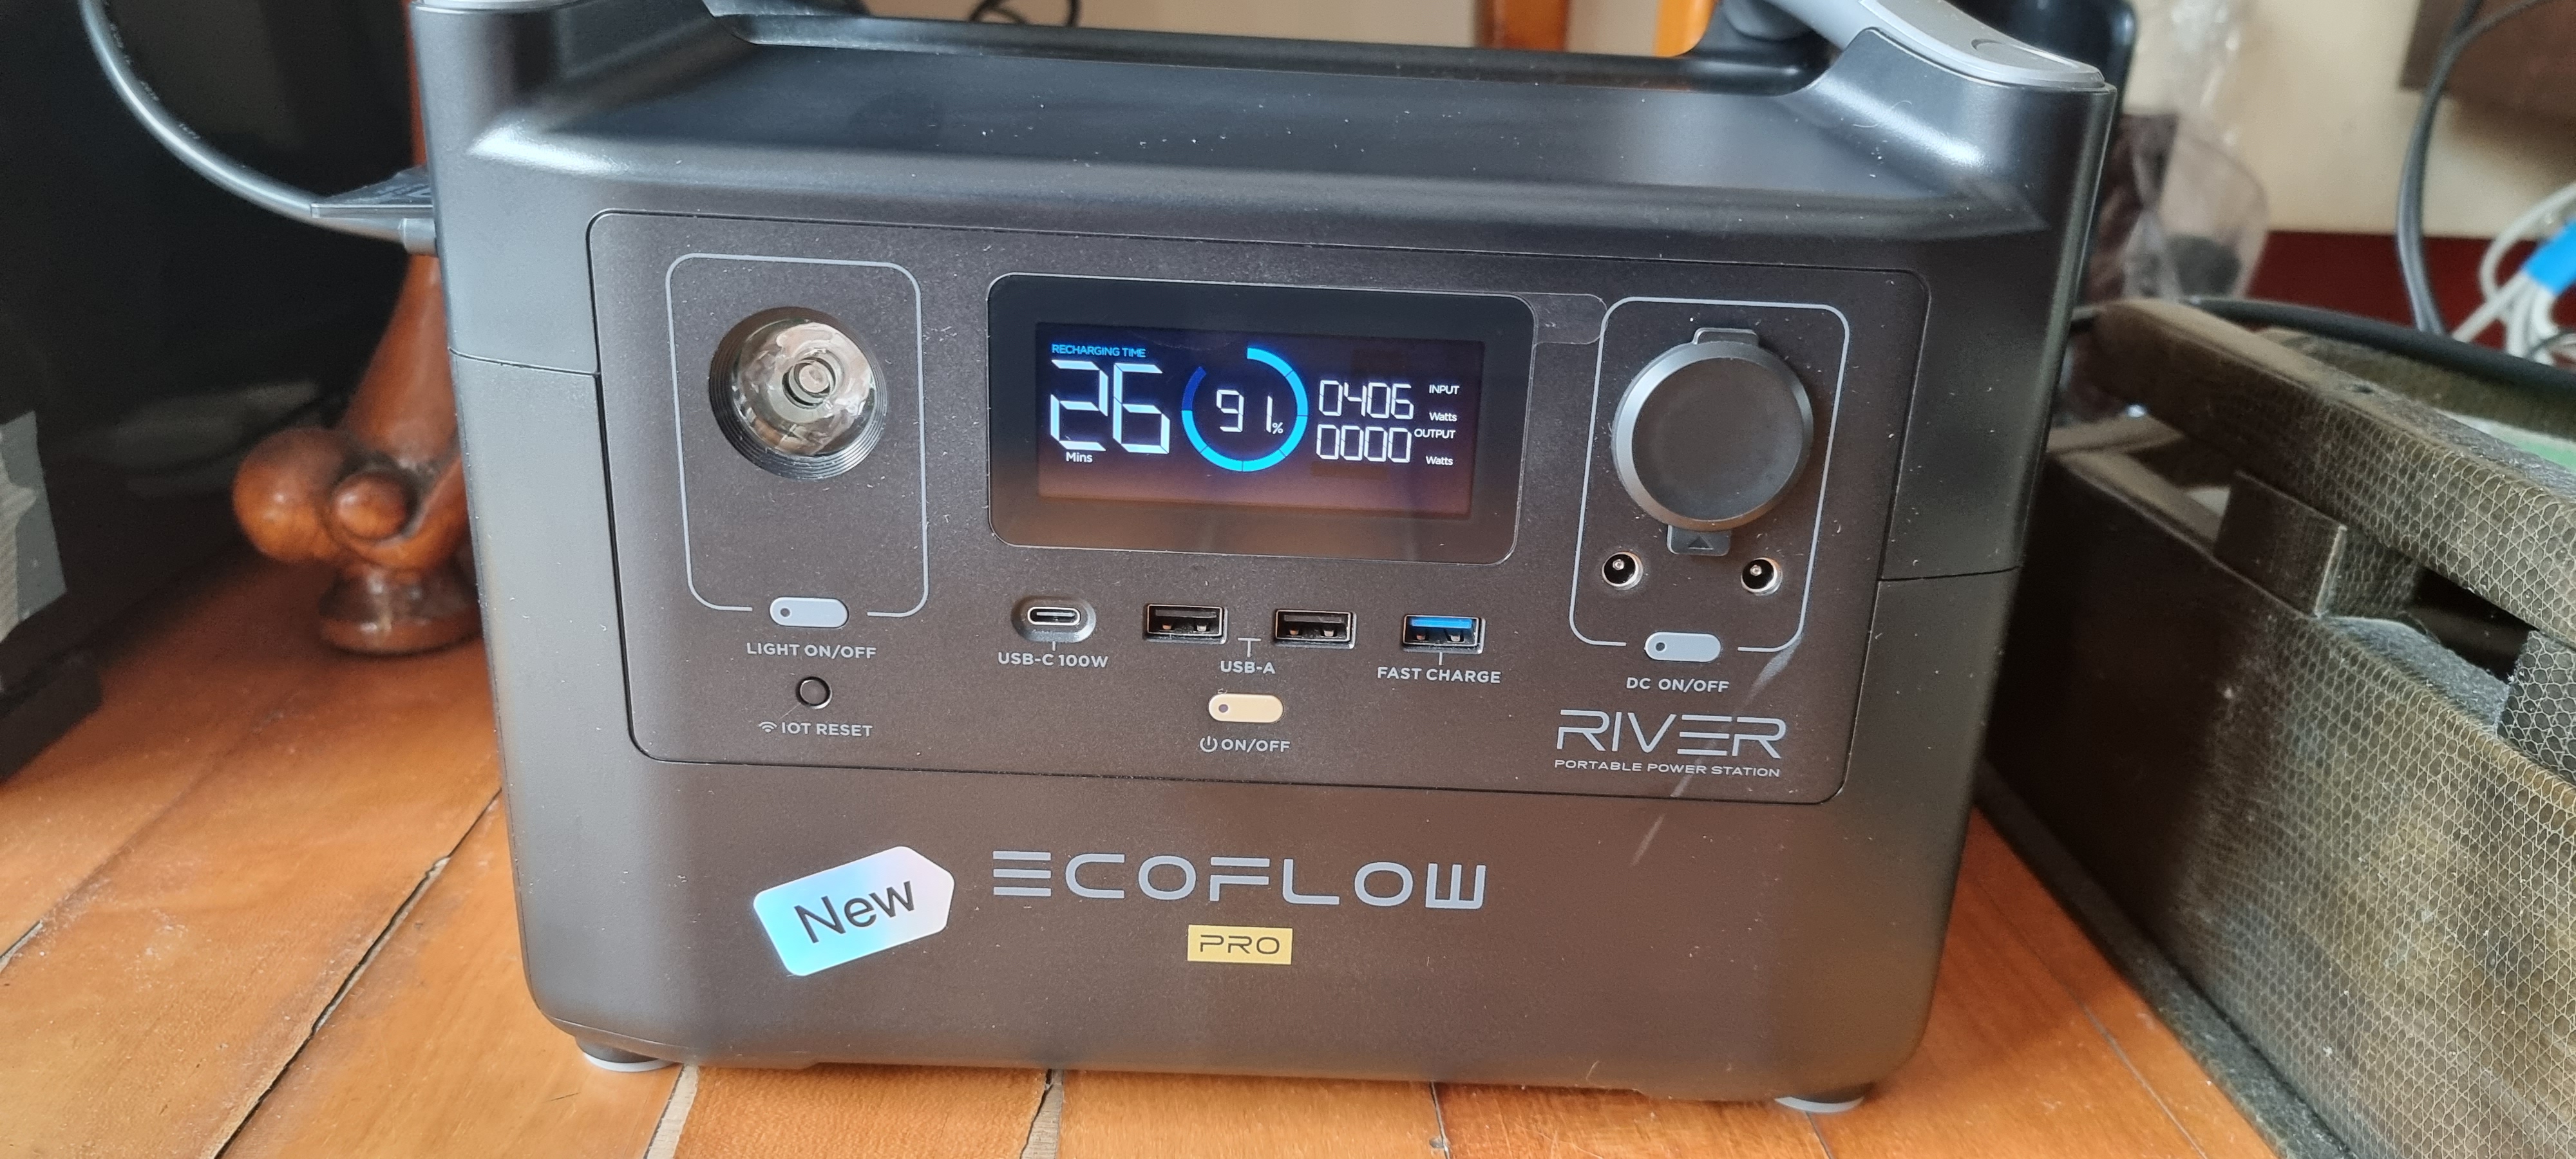 RECHARGING TIME
26
Mins
91%
0406 INPUT
Watts
0000 OUTPUT
Watts
LIGHT ON/OFF
IOT RESET
USB-C 100W
USB-A
FAST CHARGE
ON/OFF
DC ON/OFF
RIVER
PORTABLE POWER STATION
New
ECOFLOW
PRO